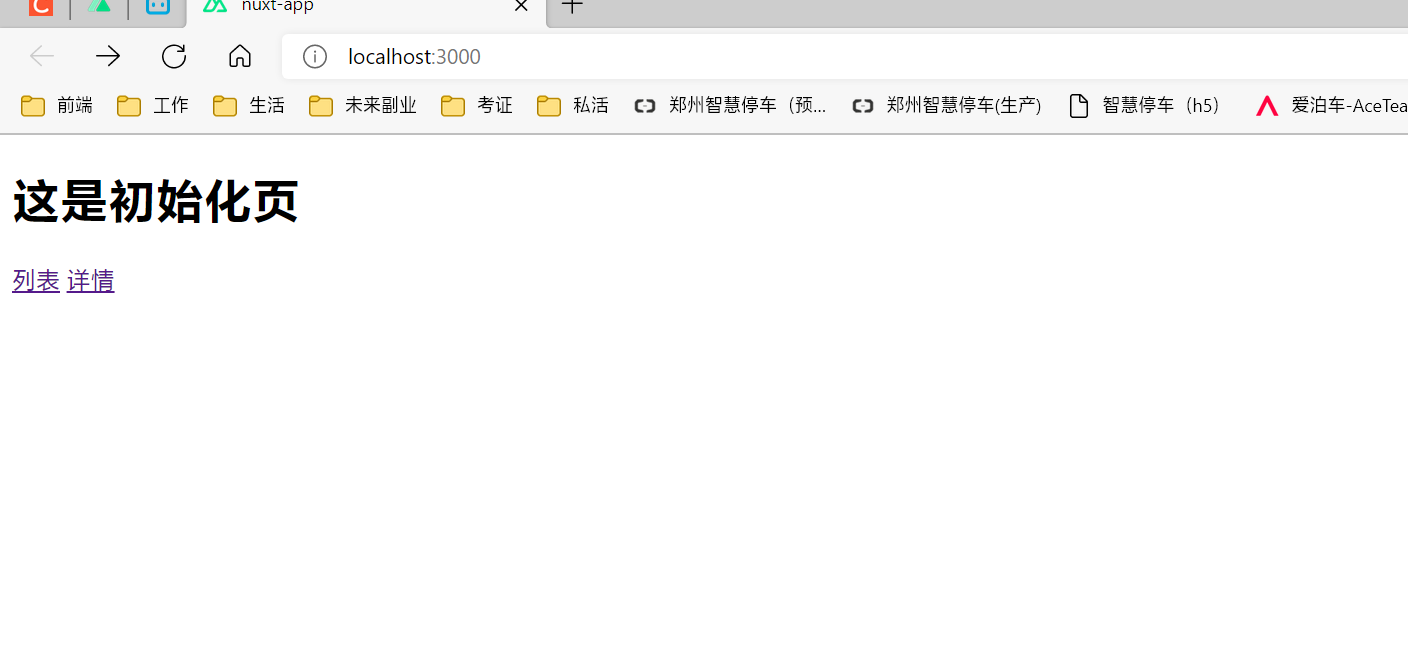 nuxt-app
localhost:3000
前端 工作 生活 未来副业 考证 私活 郑州智慧停车（预... 郑州智慧停车(生产) 智慧停车（h5） 爱泊车-AceTea
这是初始化页
列表 详情